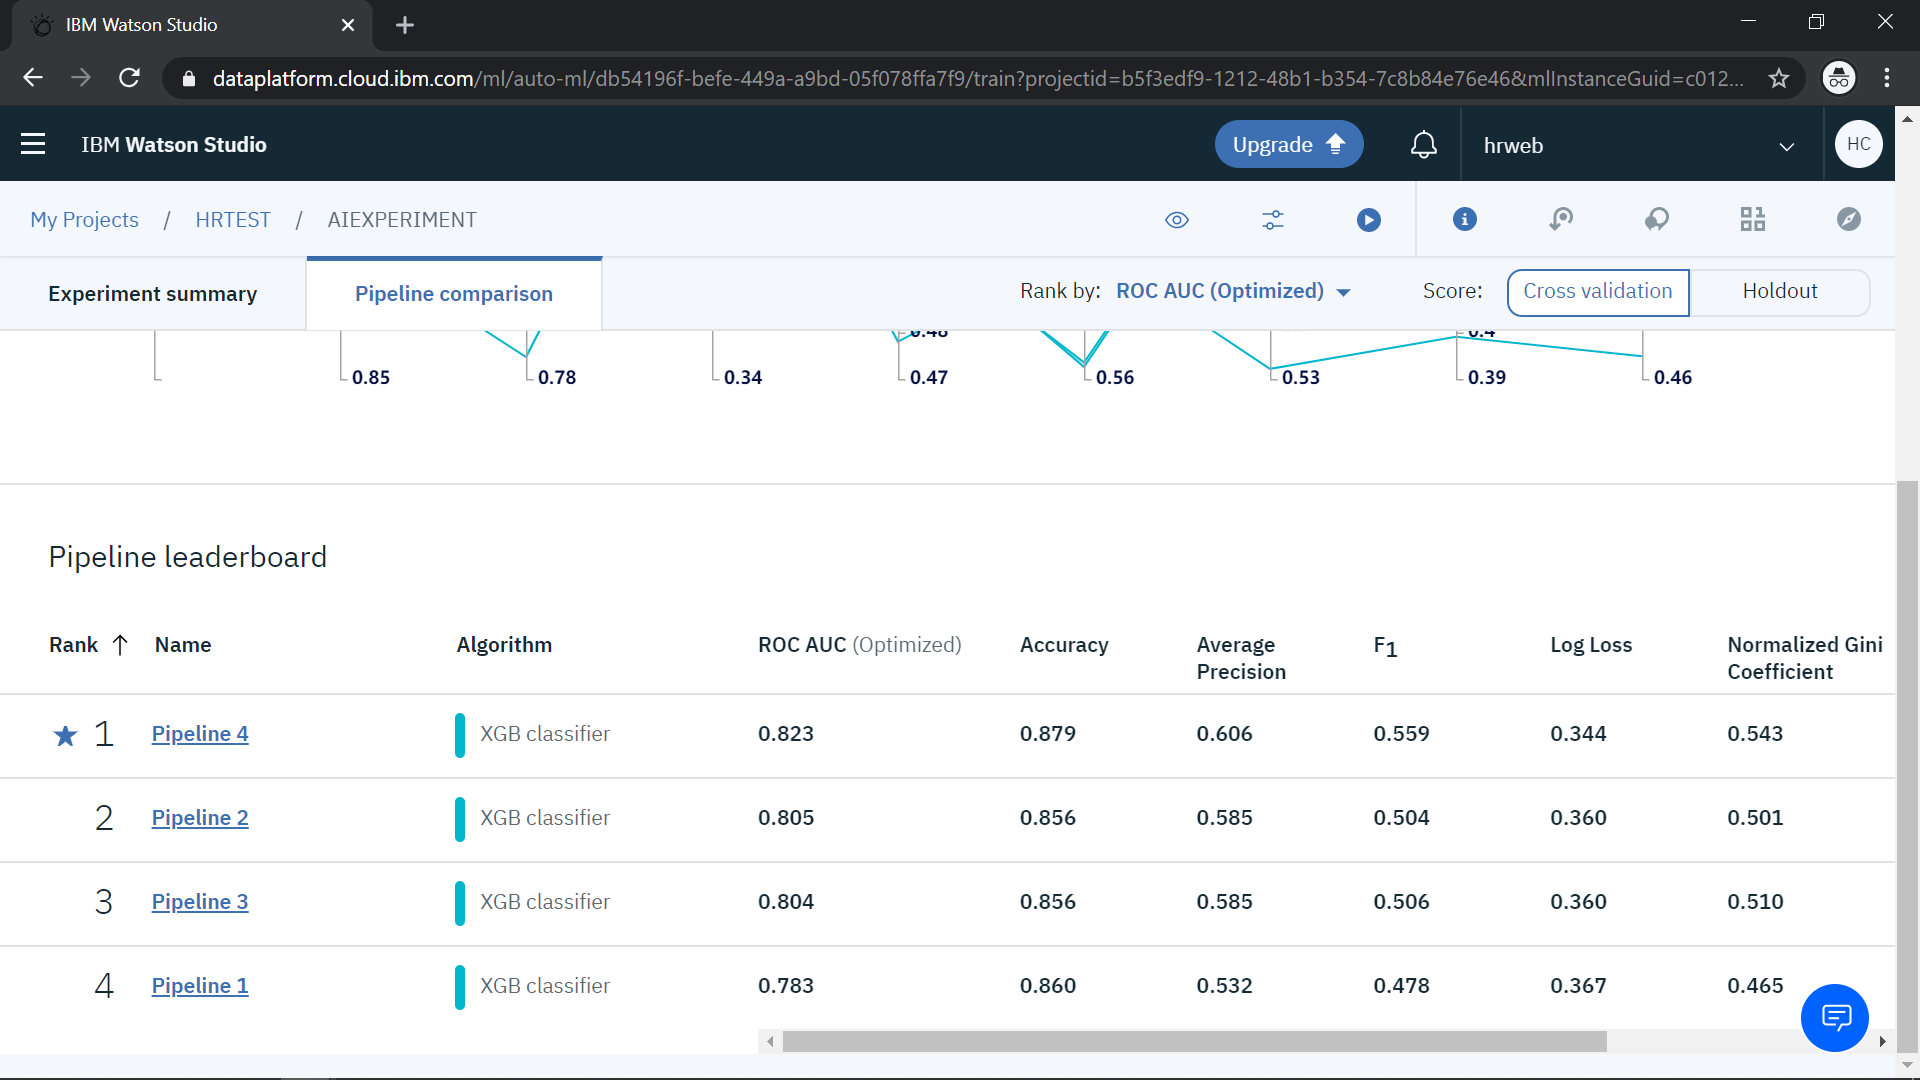 IBM Watson Studio
dataplatform.cloud.ibm.com/ml/auto-ml/db54196f-befe-449a-a9bd-05f078ffa7f9/train?projectid=b5f3edf9-1212-48b1-b354-7c8b84e76e46&mlInstanceGuid=c012...
IBM Watson Studio
Upgrade
hrweb
HC
My Projects / HRTEST / AIEXPERIMENT
Experiment summary
Pipeline comparison
Rank by: ROC AUC (Optimized)
Score: Cross validation Holdout
0.48 0.4
0.85 0.78 0.34 0.47 0.56 0.53 0.39 0.46
Pipeline leaderboard
Rank Name Algorithm ROC AUC (Optimized) Accuracy Average Precision F1 Log Loss Normalized Gini Coefficient
1 Pipeline 4 XGB classifier 0.823 0.879 0.606 0.559 0.344 0.543
2 Pipeline 2 XGB classifier 0.805 0.856 0.585 0.504 0.360 0.501
3 Pipeline 3 XGB classifier 0.804 0.856 0.585 0.506 0.360 0.510
4 Pipeline 1 XGB classifier 0.783 0.860 0.532 0.478 0.367 0.465